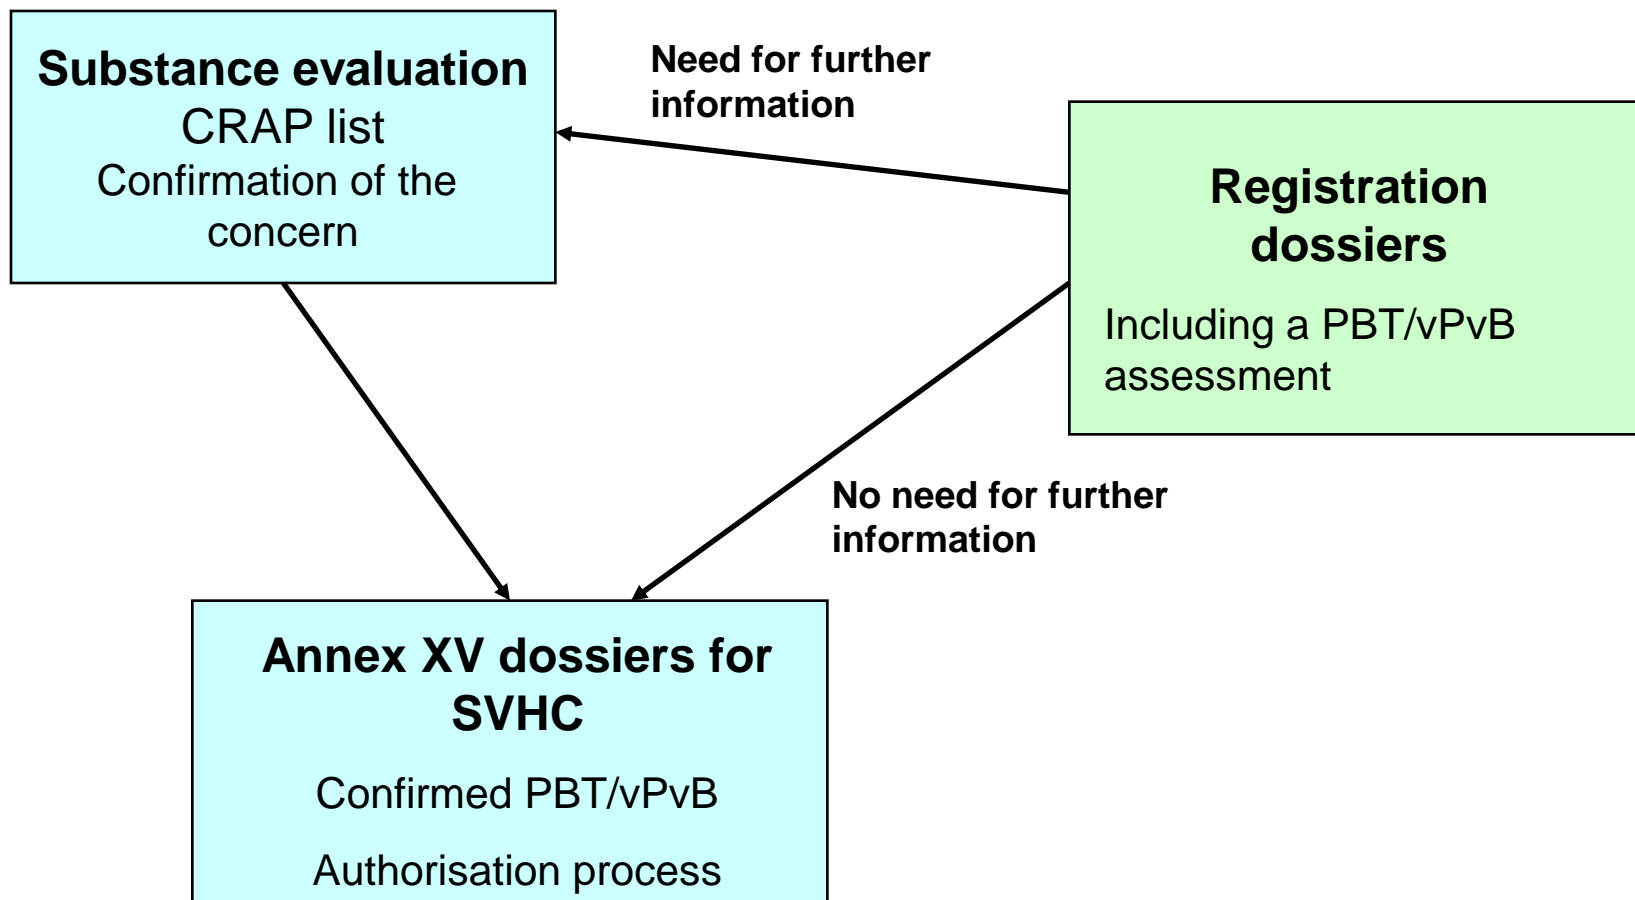 Substance evaluation
CRAP list
Confirmation of the
concern
Need for further
information
Registration
dossiers
Including a PBT/vPvB
assessment
No need for further
information
Annex XV dossiers for
SVHC
Confirmed PBT/vPvB
Authorisation process